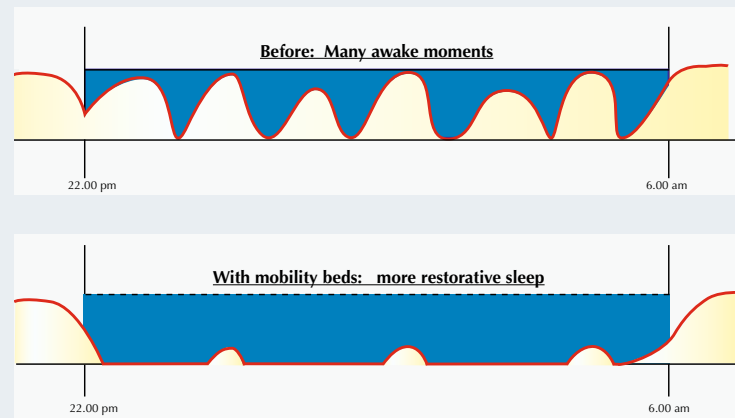 Before: Many awake moments
22.00 pm
6.00 am
With mobility beds: more restorative sleep
22.00 pm
6.00 am